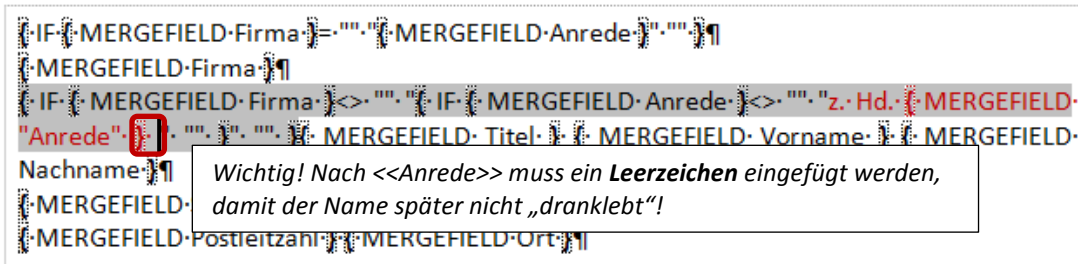 {·IF·{·MERGEFIELD·Firma·}=·""·"{·MERGEFIELD·Anrede·}"·""·}¶
{·MERGEFIELD·Firma·}¶
{·IF·{·MERGEFIELD·Firma·}<>·""·"{·IF·{·MERGEFIELD·Anrede·}<>·""·"z.·Hd.·{·MERGEFIELD·
"Anrede"·}·"·""·}"·""·}{·MERGEFIELD·Titel·}·{·MERGEFIELD·Vorname·}·{·MERGEFIELD·
Nachname·}¶
Wichtig! Nach <<Anrede>> muss ein Leerzeichen eingefügt werden,
damit der Name später nicht „dranklebt“!
{·MERGEFIELD·
{·MERGEFIELD·Postleitzahl·}·{·MERGEFIELD·Ort·}¶